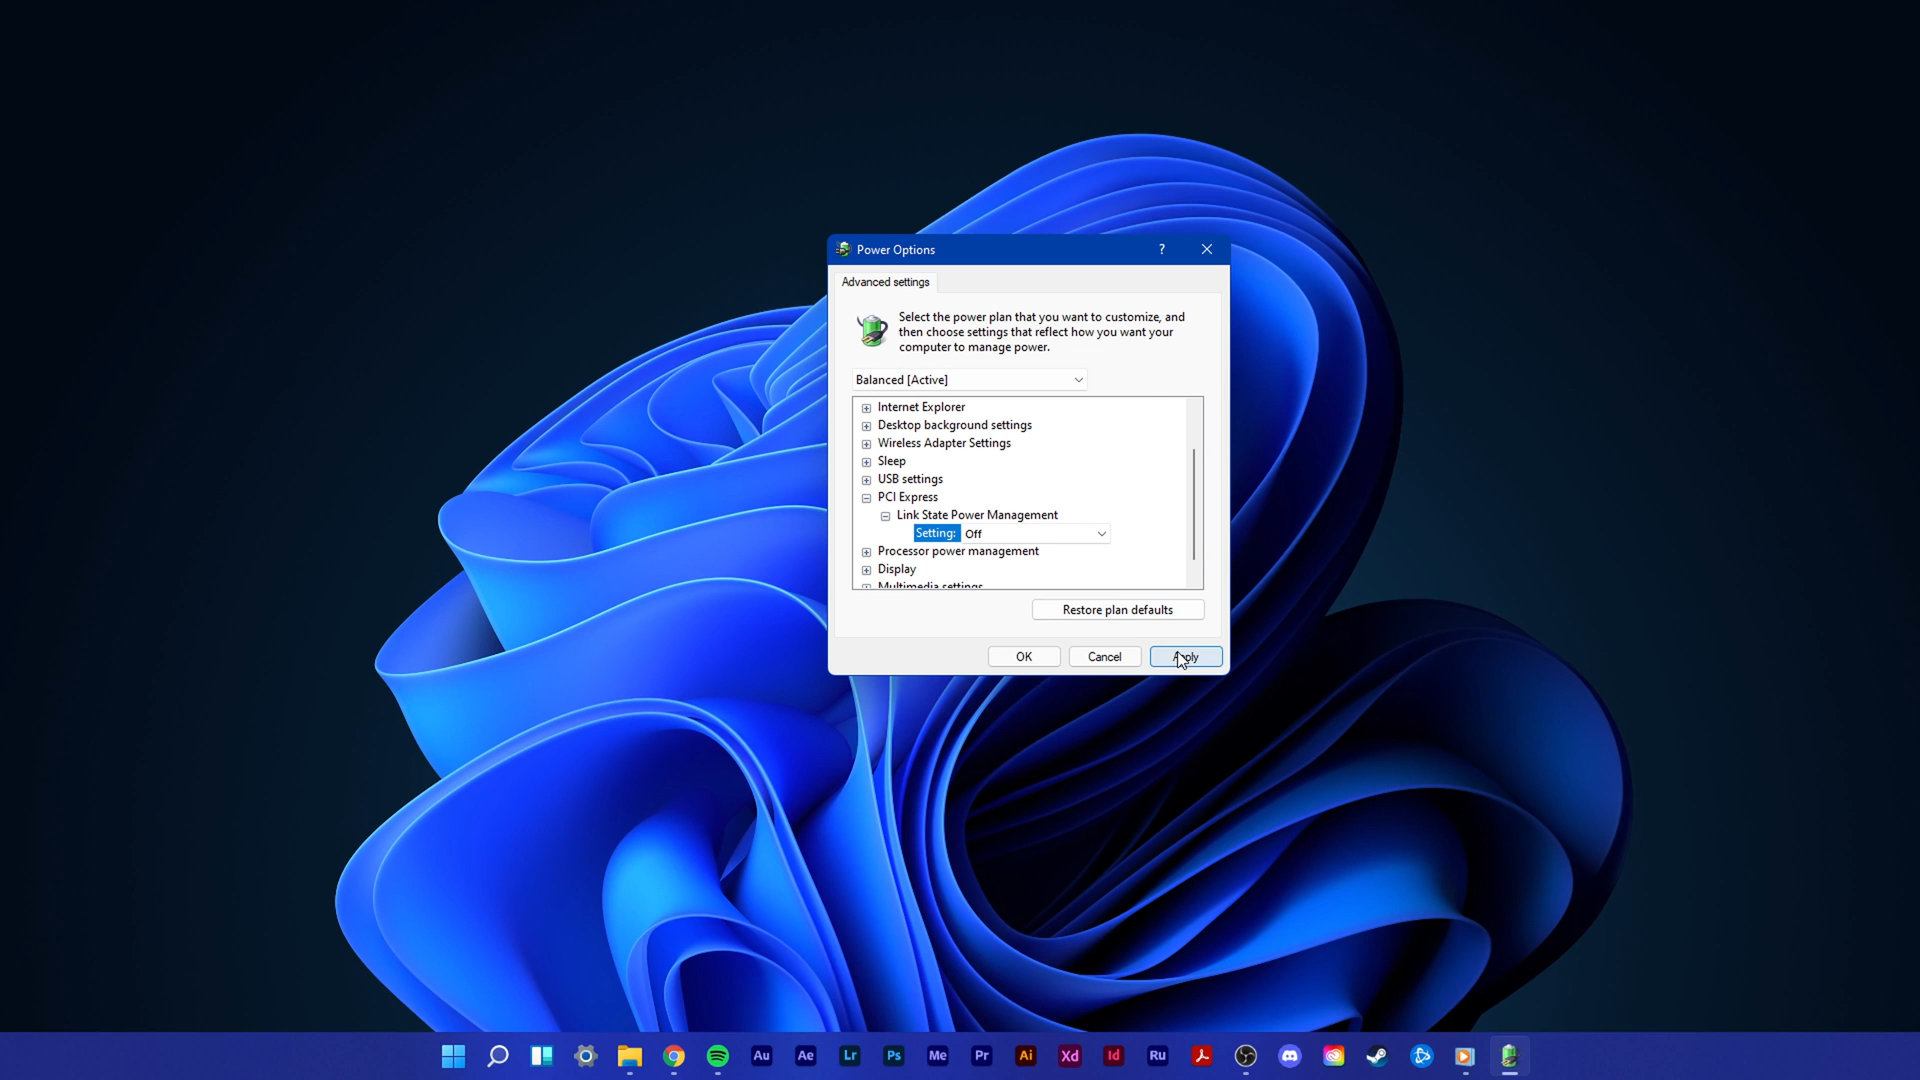 Power Options
?
Advanced settings
Select the power plan that you want to customize, and
then choose settings that reflect how you want your
computer to manage power.
Balanced [Active]
Internet Explorer
Desktop background settings
Wireless Adapter Settings
Sleep
USB settings
PCI Express
Link State Power Management
Setting: Off
Processor power management
Display
Multimedia settings
Restore plan defaults
OK Cancel Apply
Au Ae Lr Ps Me Pr Ai Xd Id Ru